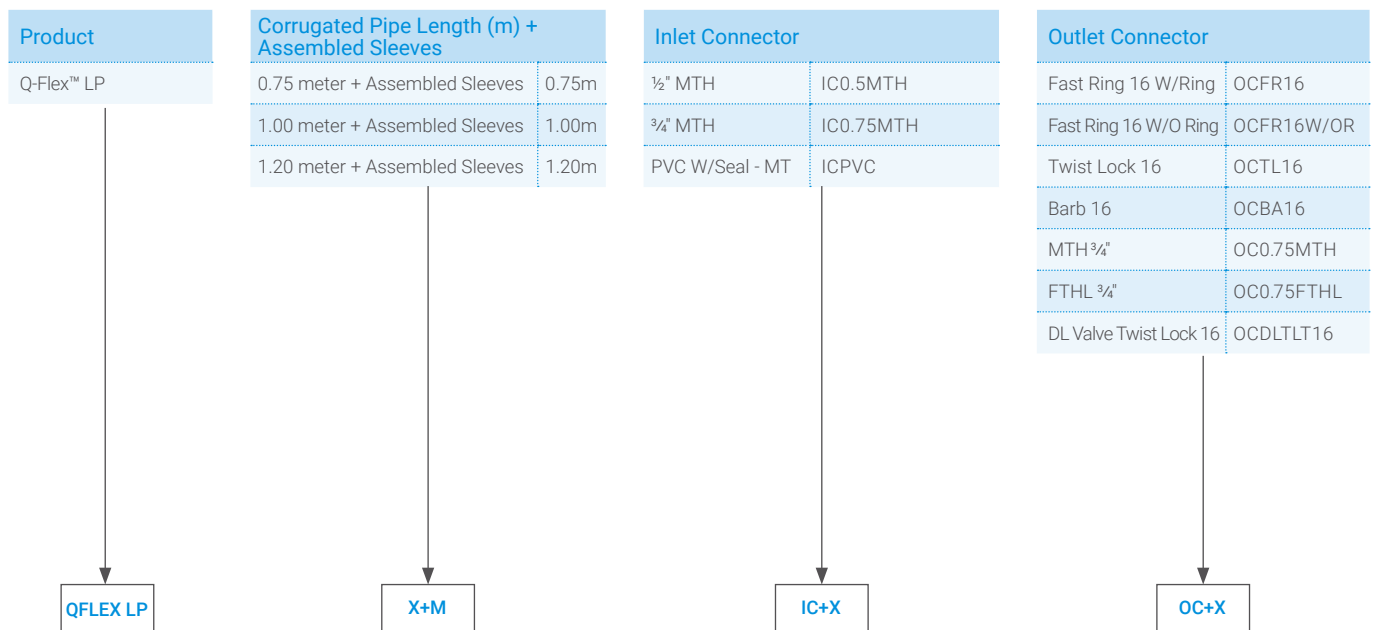 Product
Q-Flex™ LP
Corrugated Pipe Length (m) +
Assembled Sleeves
0.75 meter + Assembled Sleeves 0.75m
1.00 meter + Assembled Sleeves 1.00m
1.20 meter + Assembled Sleeves 1.20m
Inlet Connector
½" MTH IC0.5MTH
¾" MTH IC0.75MTH
PVC W/Seal - MT ICPVC
Outlet Connector
Fast Ring 16 W/Ring OCFR16
Fast Ring 16 W/O Ring OCFR16W/OR
Twist Lock 16 OCTL16
Barb 16 OCBA16
MTH ¾" OC0.75MTH
FTHL ¾" OC0.75FTHL
DL Valve Twist Lock 16 OCDLTLT16
QFLEX LP
X+M
IC+X
OC+X